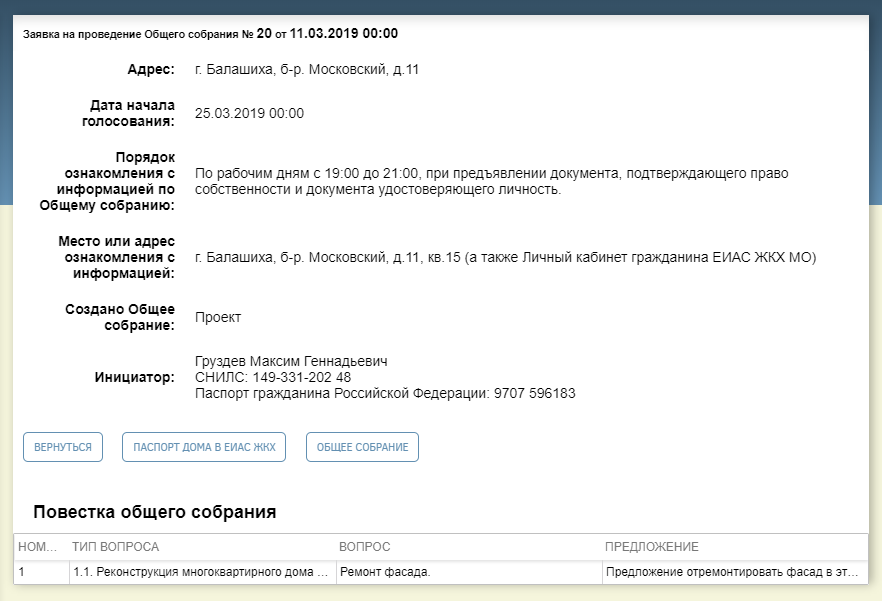 Заявка на проведение Общего собрания № 20 от 11.03.2019 00:00
Адрес: г. Балашиха, б-р. Московский, д.11
Дата начала
голосования:
25.03.2019 00:00
Порядок
ознакомления с
информацией по
Общему собранию:
По рабочим дням с 19:00 до 21:00, при предъявлении документа, подтверждающего право
собственности и документа удостоверяющего личность.
Место или адрес
ознакомления с
информацией:
г. Балашиха, б-р. Московский, д.11, кв.15 (а также Личный кабинет гражданина ЕИАС ЖКХ МО)
Создано Общее
собрание:
Проект
Инициатор:
Груздев Максим Геннадьевич
СНИЛС: 149-331-202 48
Паспорт гражданина Российской Федерации: 9707 596183
ВЕРНУТЬСЯ ПАСПОРТ ДОМА В ЕИАС ЖКХ ОБЩЕЕ СОБРАНИЕ
Повестка общего собрания
НОМ... ТИП ВОПРОСА ВОПРОС ПРЕДЛОЖЕНИЕ
1 1.1. Реконструкция многоквартирного дома ... Ремонт фасада. Предложение отремонтировать фасад в эт...